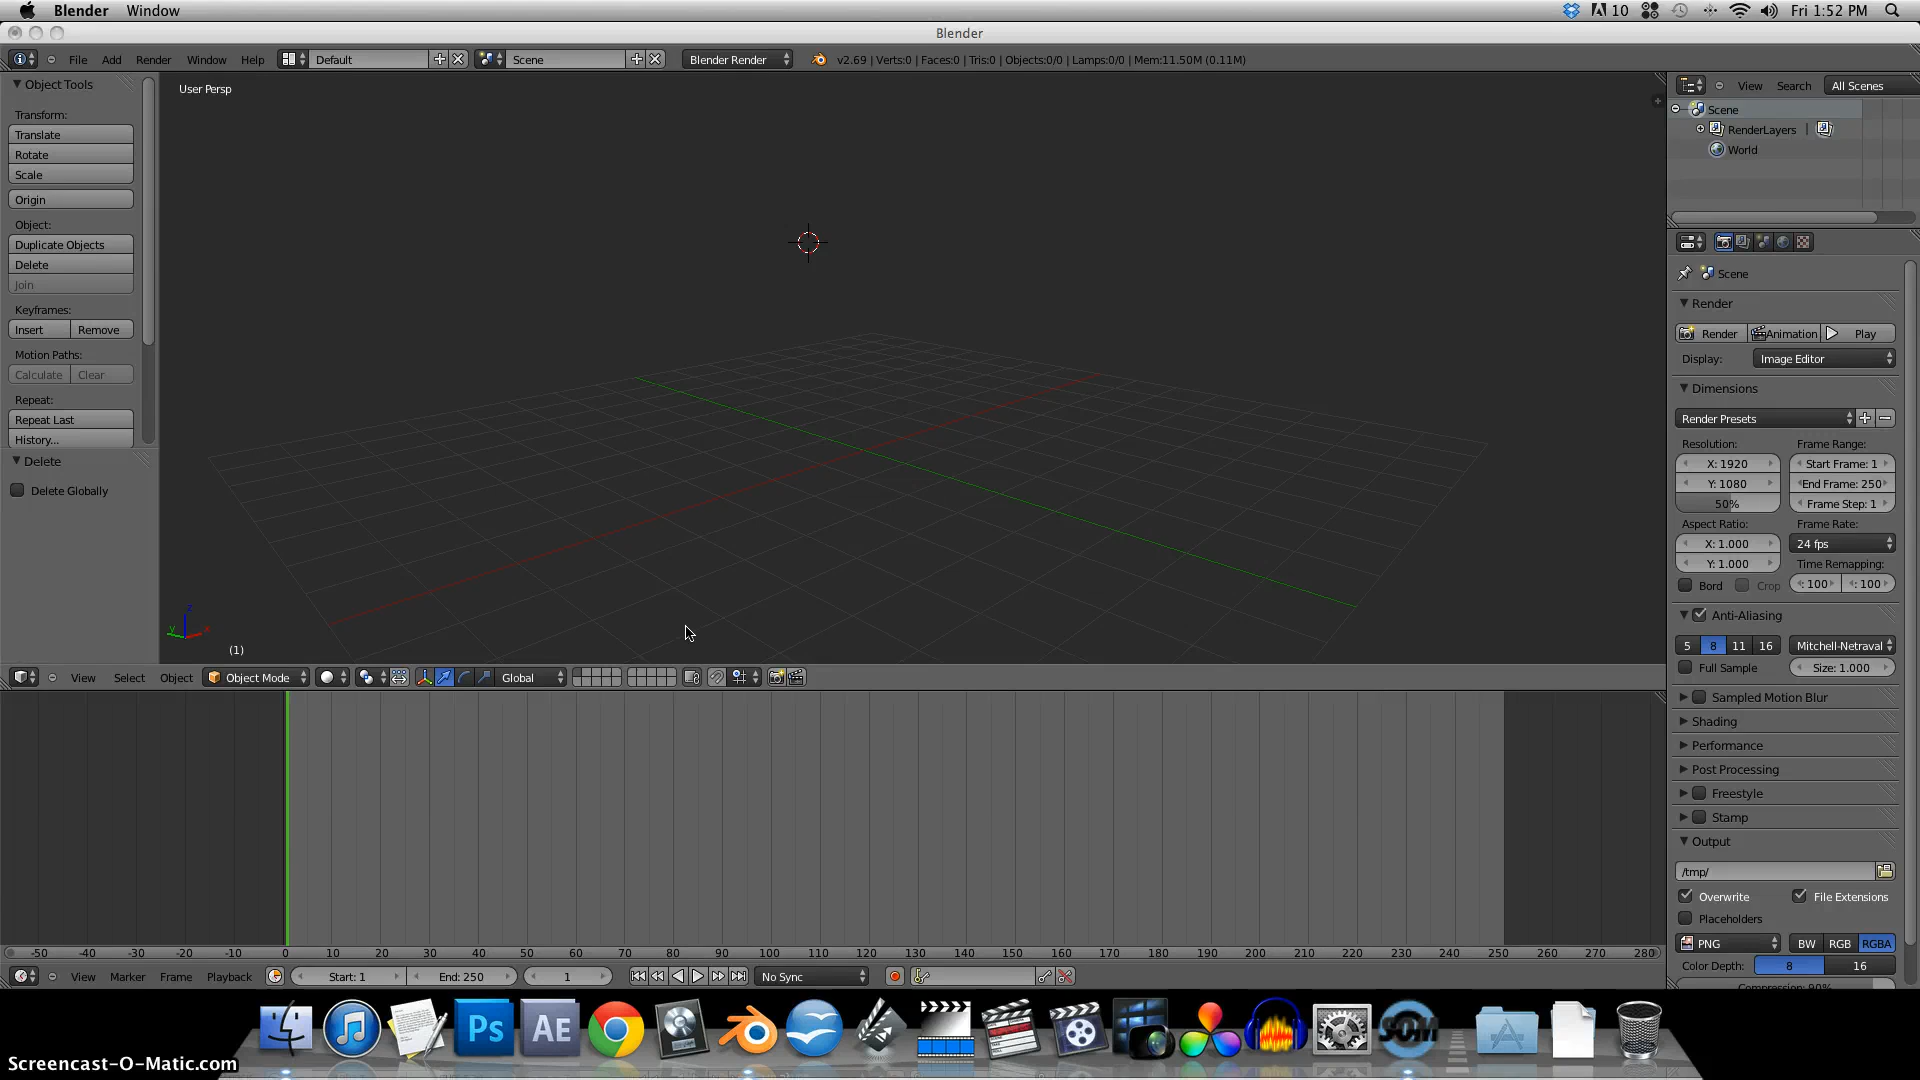 Blender Window
10 Fri 1:52 PM
Blender
File Add Render Window Help Default Scene Blender Render v2.69 | Verts:0 | Faces:0 | Tris:0 | Objects:0/0 | Lamps:0/0 | Mem:11.50M (0.11M)
Object Tools
Transform:
Translate
Rotate
Scale
Origin
Object:
Duplicate Objects
Delete
Join
Keyframes:
Insert Remove
Motion Paths:
Calculate Clear
Repeat:
Repeat Last
History...
Delete
Delete Globally
User Persp
z
y x
(1)
View Select Object Object Mode Global
View Search All Scenes
Scene
RenderLayers
World
Scene
Render
Render Animation Play
Display: Image Editor
Dimensions
Render Presets
Resolution: Frame Range:
X: 1920 Start Frame: 1
Y: 1080 End Frame: 250
50% Frame Step: 1
Aspect Ratio: Frame Rate:
X: 1.000 24 fps
Y: 1.000 Time Remapping:
Bord Crop : 100 : 100
Anti-Aliasing
5 8 11 16 Mitchell-Netraval
Full Sample Size: 1.000
Sampled Motion Blur
Shading
Performance
Post Processing
Freestyle
Stamp
Output
/tmp/
Overwrite File Extensions
Placeholders
PNG BW RGB RGBA
Color Depth: 8 16
Compression: 90%
-50 -40 -30 -20 -10 0 10 20 30 40 50 60 70 80 90 100 110 120 130 140 150 160 170 180 190 200 210 220 230 240 250 260 270 280
View Marker Frame Playback Start: 1 End: 250 1 No Sync
Ps AE SOM
Screencast-O-Matic.com